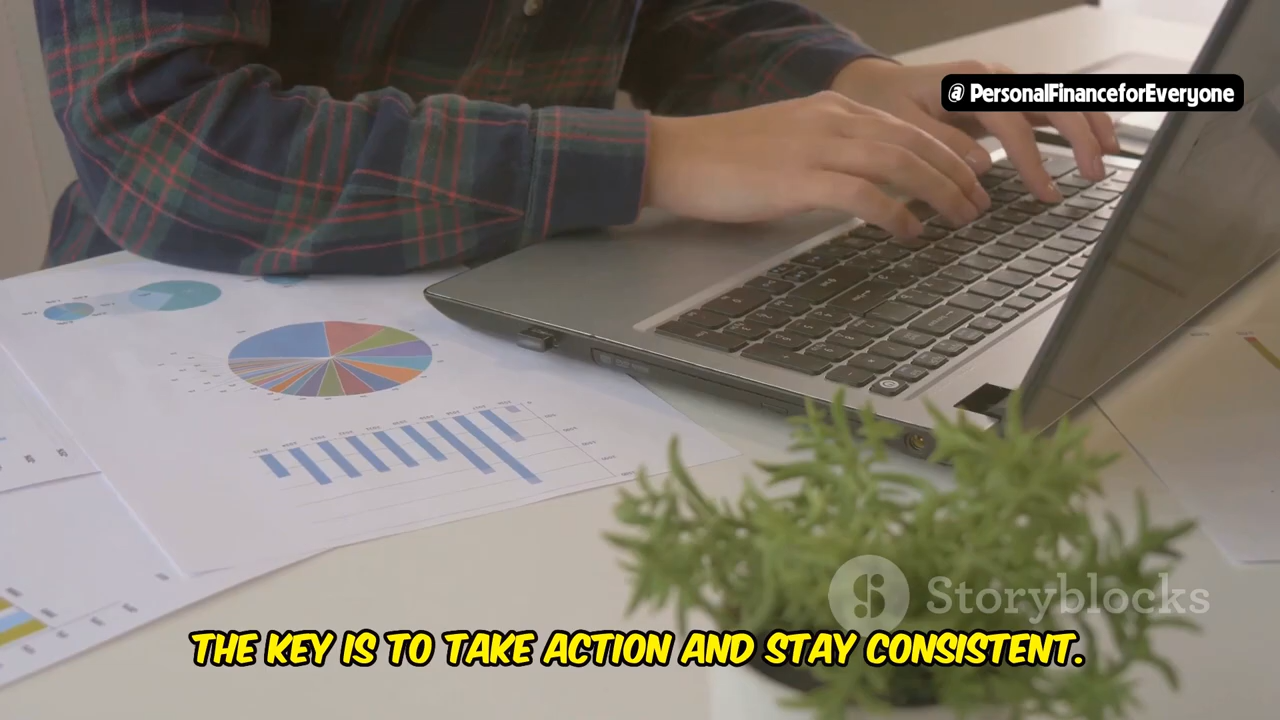 @ PersonalFinanceforEveryone
Storyblocks
THE KEY IS TO TAKE ACTION AND STAY CONSISTENT.